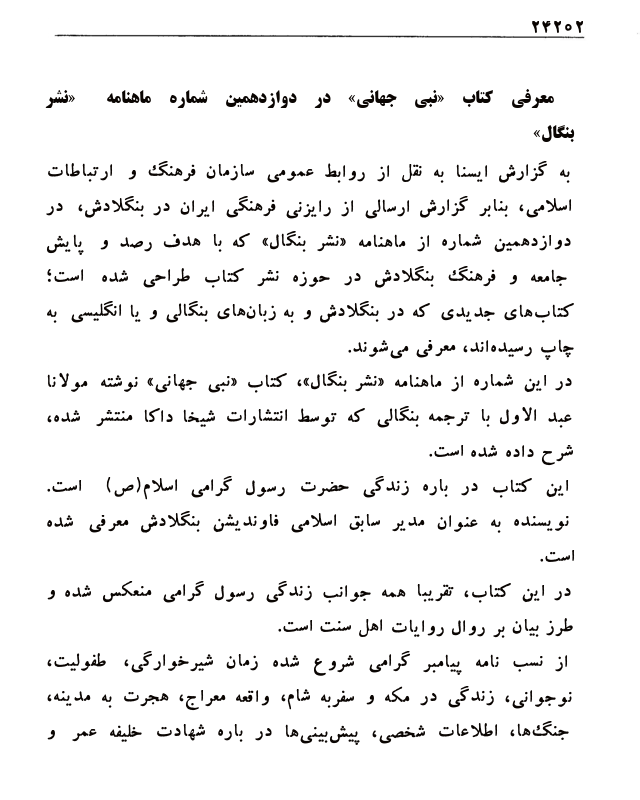 ۲۴۲۰۲
معرفی کتاب «نبی جهانی» در دوازدهمین شماره ماهنامه «نشر
بنگال»
به گزارش ایسنا به نقل از روابط عمومی سازمان فرهنگ و ارتباطات
اسلامی، بنابر گزارش ارسالی از رایزنی فرهنگی ایران در بنگلادش، در
دوازدهمین شماره از ماهنامه «نشر بنگال» که با هدف رصد و پایش
جامعه و فرهنگ بنگلادش در حوزه نشر کتاب طراحی شده است؛
کتاب‌های جدیدی که در بنگلادش و به زبان‌های بنگالی و یا انگلیسی به
چاپ رسیده‌اند، معرفی می‌شوند.
در این شماره از ماهنامه «نشر بنگال»، کتاب «نبی جهانی» نوشته مولانا
عبد الاول با ترجمه بنگالی که توسط انتشارات شیخا داکا منتشر شده،
شرح داده شده است.
این کتاب در باره زندگی حضرت رسول گرامی اسلام(ص) است.
نویسنده به عنوان مدیر سابق اسلامی فاوندیشن بنگلادش معرفی شده
است.
در این کتاب، تقریبا همه جوانب زندگی رسول گرامی منعکس شده و
طرز بیان بر روال روایات اهل سنت است.
از نسب نامه پیامبر گرامی شروع شده زمان شیرخوارگی، طفولیت،
نوجوانی، زندگی در مکه و سفربه شام، واقعه معراج، هجرت به مدینه،
جنگ‌ها، اطلاعات شخصی، پیش‌بینی‌ها در باره شهادت خلیفه عمر و